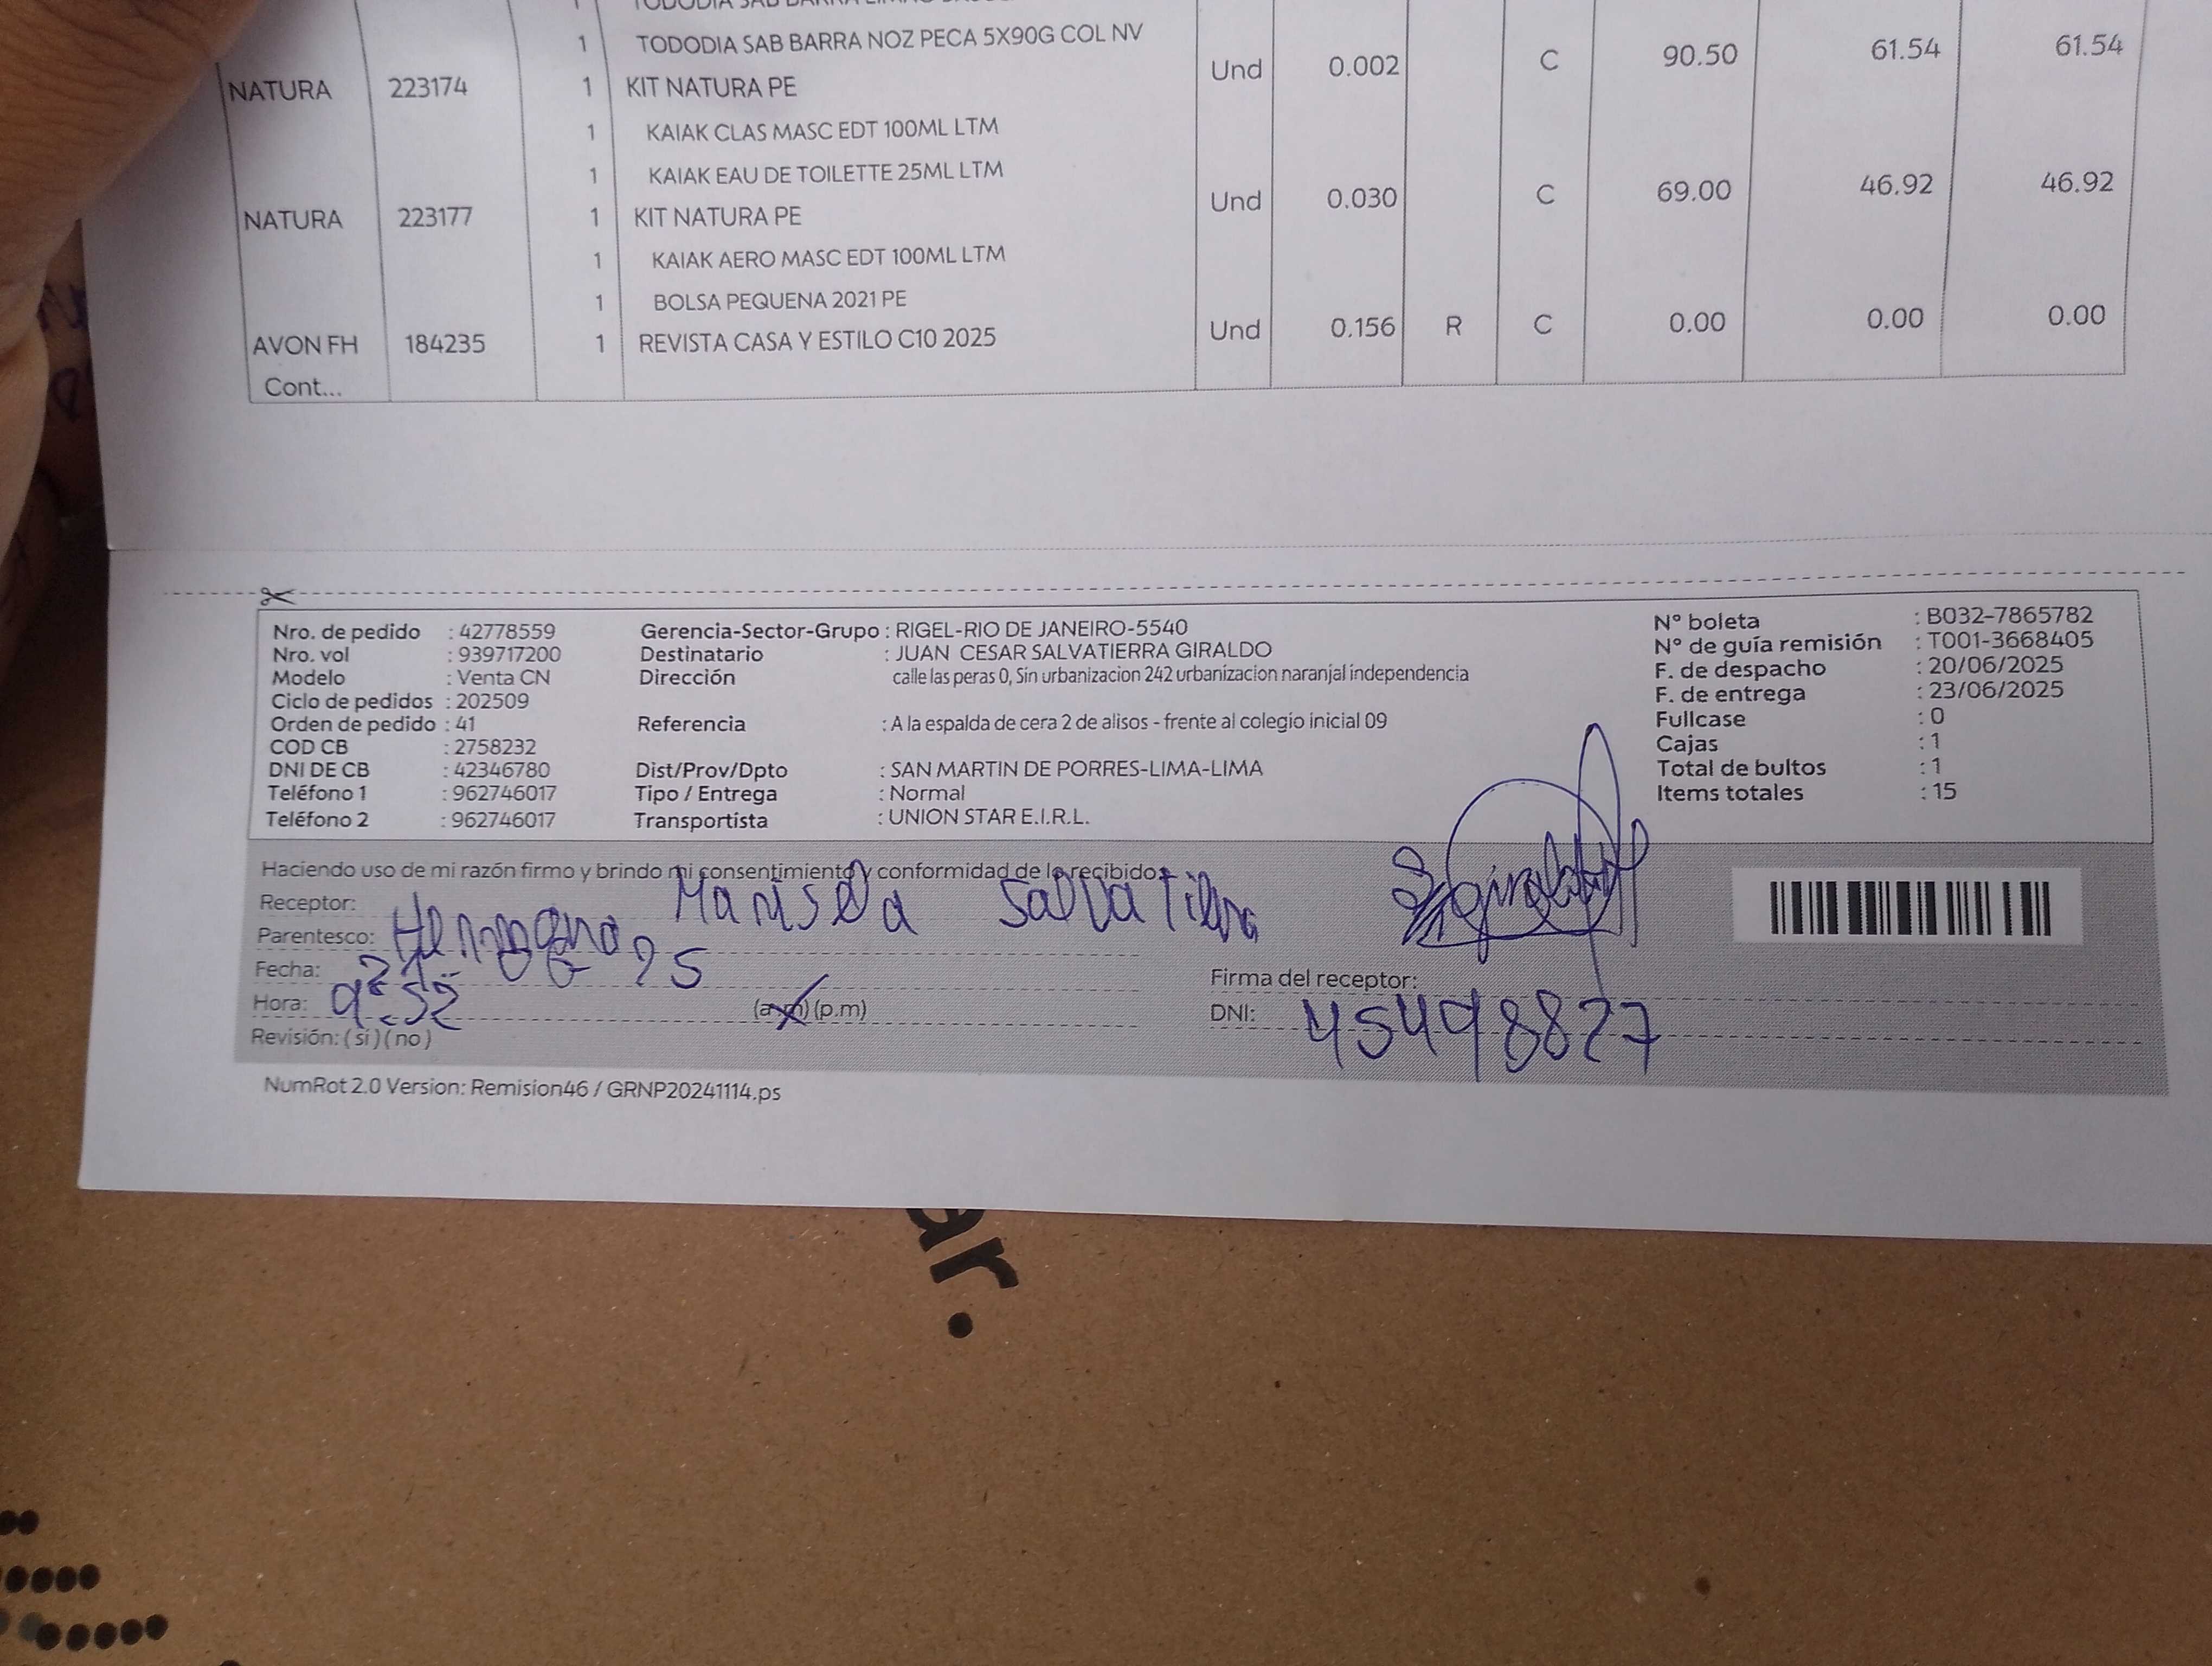 1 TODODIA SAB BARRA NOZ PECA 5X90G COL NV
NATURA 223174 1 KIT NATURA PE Und 0.002 C 90.50 61.54 61.54
1 KAIAK CLAS MASC EDT 100ML LTM
1 KAIAK EAU DE TOILETTE 25ML LTM
NATURA 223177 1 KIT NATURA PE Und 0.030 C 69.00 46.92 46.92
1 KAIAK AERO MASC EDT 100ML LTM
1 BOLSA PEQUENA 2021 PE
AVON FH 184235 1 REVISTA CASA Y ESTILO C10 2025 Und 0.156 R C 0.00 0.00 0.00
Cont...
Nro. de pedido : 42778559
Nro. vol : 939717200
Modelo : Venta CN
Ciclo de pedidos : 202509
Orden de pedido : 41
COD CB : 2758232
DNI DE CB : 42346780
Teléfono 1 : 962746017
Teléfono 2 : 962746017
Gerencia-Sector-Grupo : RIGEL-RIO DE JANEIRO-5540
Destinatario : JUAN CESAR SALVATIERRA GIRALDO
Dirección calle las peras 0, Sin urbanizacion 242 urbanizacion naranjal independencia
Referencia : A la espalda de cera 2 de alisos - frente al colegio inicial 09
Dist/Prov/Dpto : SAN MARTIN DE PORRES-LIMA-LIMA
Tipo / Entrega : Normal
Transportista : UNION STAR E.I.R.L.
N° boleta : B032-7865782
N° de guía remisión : T001-3668405
F. de despacho : 20/06/2025
F. de entrega : 23/06/2025
Fullcase : 0
Cajas : 1
Total de bultos : 1
Items totales : 15
Haciendo uso de mi razón firmo y brindo mi consentimiento y conformidad de lo recibido.
Receptor: Marisela Salvatierra
Parentesco: Hermana
Fecha: 06 25
Hora: 9:52 (a.m) (p.m)
Revisión: ( si ) ( no )
Firma del receptor:
DNI: 45498827
NumRot 2.0 Version: Remision46 / GRNP20241114.ps
ar.